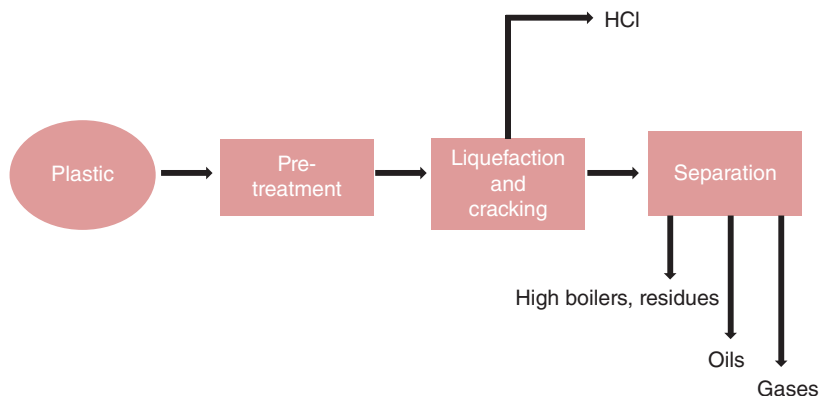 HCl
Plastic
Pre-
treatment
Liquefaction
and
cracking
Separation
High boilers, residues
Oils
Gases